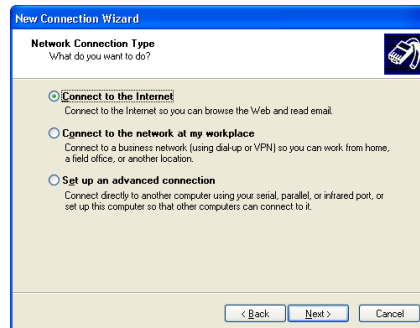 New Connection Wizard
Network Connection Type
What do you want to do?
Connect to the Internet
Connect to the Internet so you can browse the Web and read email.
Connect to the network at my workplace
Connect to a business network (using dial-up or VPN) so you can work from home,
a field office, or another location.
Set up an advanced connection
Connect directly to another computer using your serial, parallel, or infrared port, or
set up this computer so that other computers can connect to it.
< Back Next > Cancel